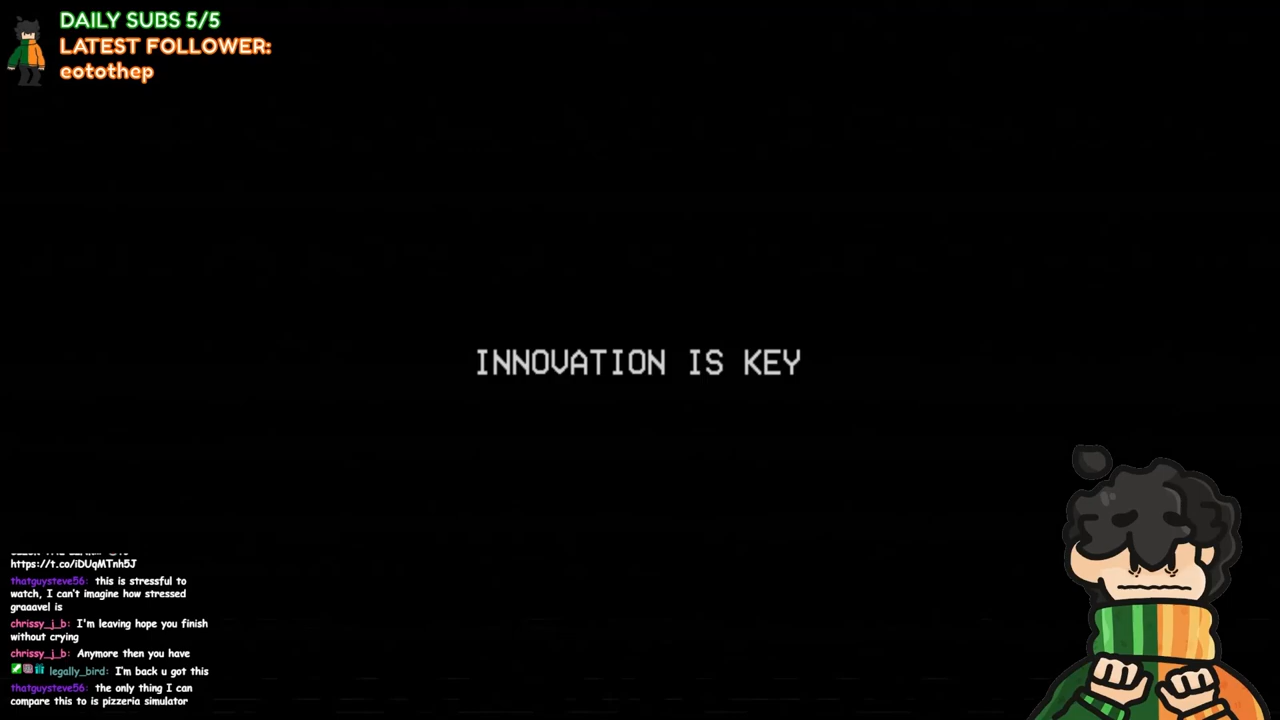 DAILY SUBS 5/5
LATEST FOLLOWER:
eotothep
INNOVATION IS KEY
https://t.co/iDUqMTnh5J
thatguysteve56: this is stressful to
watch, I can't imagine how stressed
graaavel is
chrissy_j_b: I'm leaving hope you finish
without crying
chrissy_j_b: Anymore then you have
legally_bird: I'm back u got this
thatguysteve56: the only thing I can
compare this to is pizzeria simulator